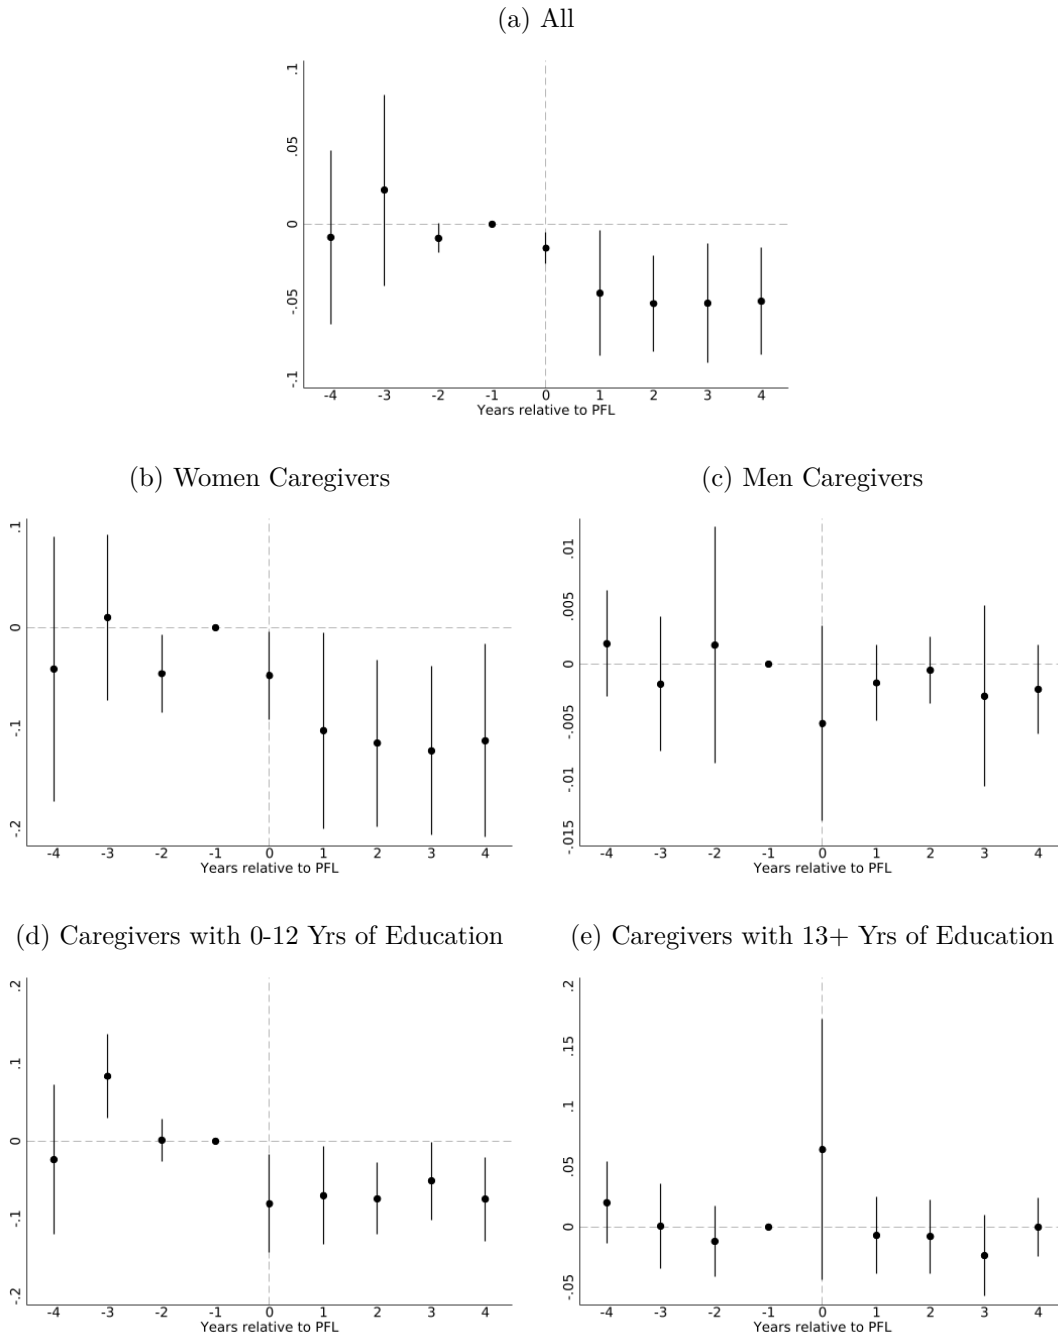 (a) All
.1
.05
0
-.05
-.1
-4 -3 -2 -1 0 1 2 3 4
Years relative to PFL
(b) Women Caregivers
.1
0
-.1
-.2
-4 -3 -2 -1 0 1 2 3 4
Years relative to PFL
(c) Men Caregivers
.01
.005
0
-.005
-.01
-.015
-4 -3 -2 -1 0 1 2 3 4
Years relative to PFL
(d) Caregivers with 0-12 Yrs of Education
.2
.1
0
-.1
-.2
-4 -3 -2 -1 0 1 2 3 4
Years relative to PFL
(e) Caregivers with 13+ Yrs of Education
.2
.15
.1
.05
0
-.05
-4 -3 -2 -1 0 1 2 3 4
Years relative to PFL